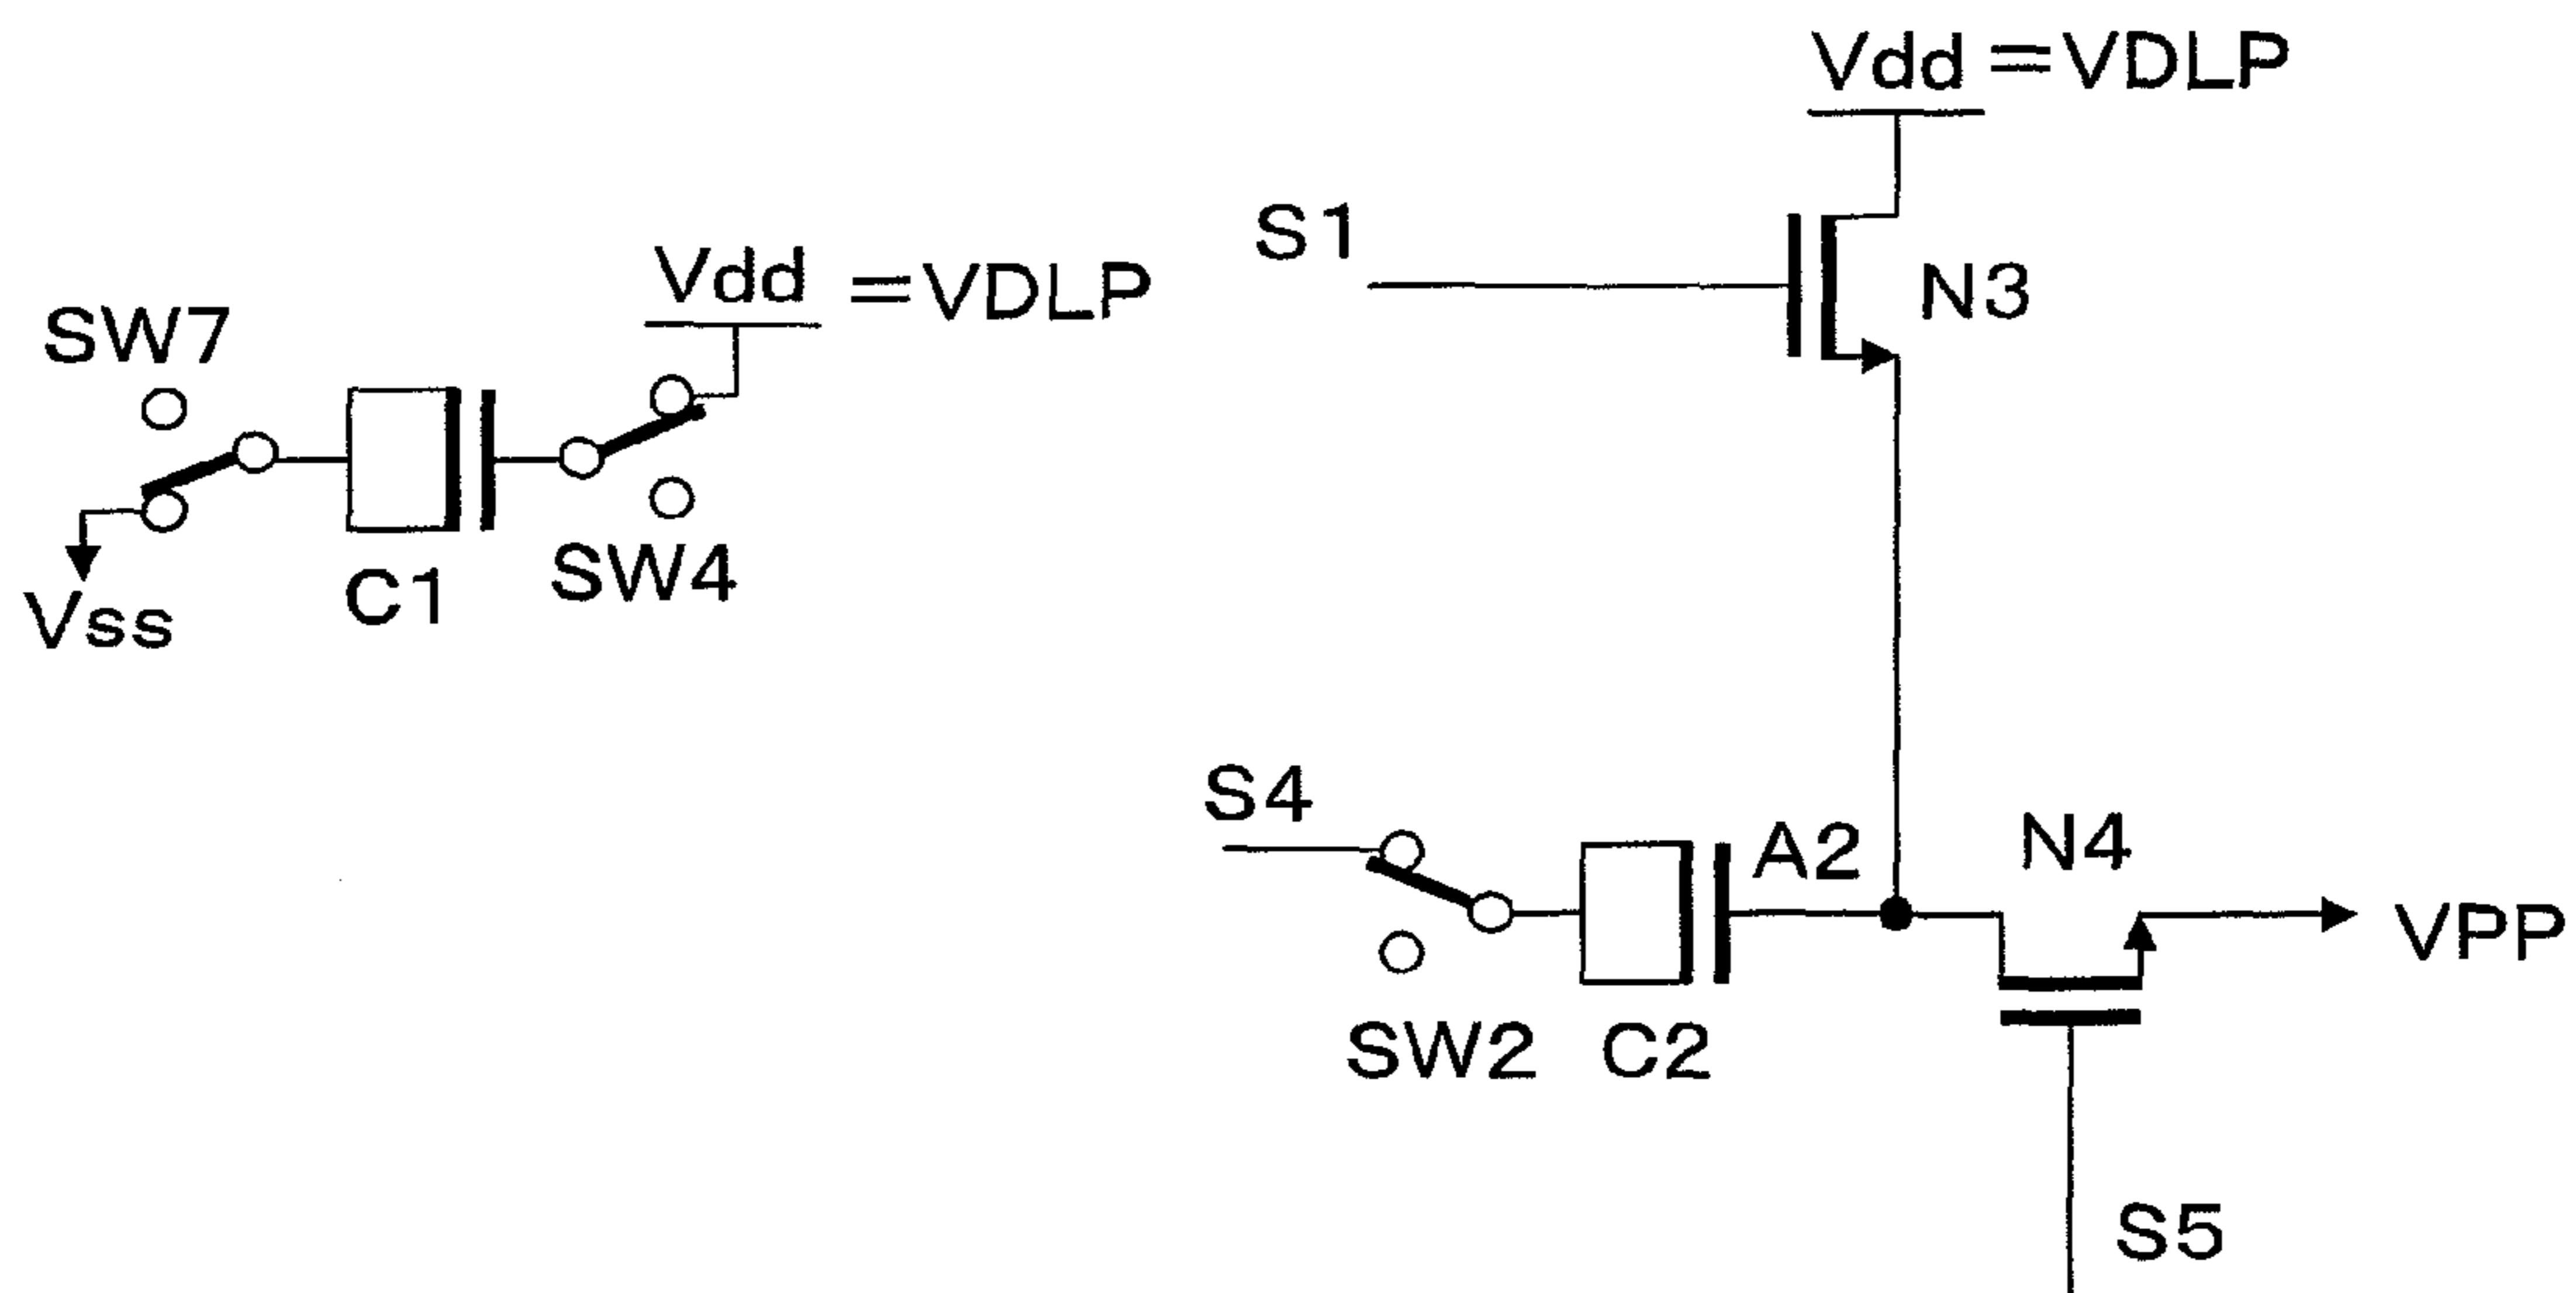 Vdd =VDLP
S1
N3
Vdd =VDLP
SW7
C1
SW4
Vss
S4
A2
N4
VPP
SW2
C2
S5